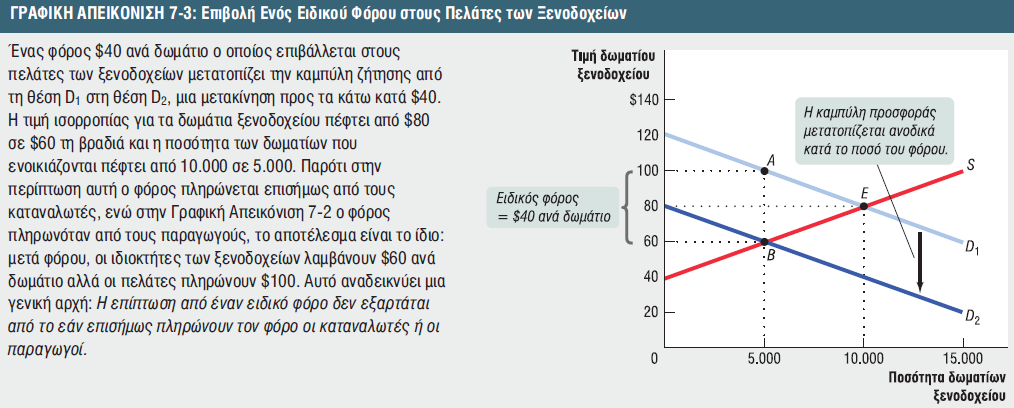 ΓΡΑΦΙΚΗ ΑΠΕΙΚΟΝΙΣΗ 7-3: Επιβολή Ενός Ειδικού Φόρου στους Πελάτες των Ξενοδοχείων
Ένας φόρος $40 ανά δωμάτιο ο οποίος επιβάλλεται στους
πελάτες των ξενοδοχείων μετατοπίζει την καμπύλη ζήτησης από
τη θέση D1 στη θέση D2, μια μετακίνηση προς τα κάτω κατά $40.
Η τιμή ισορροπίας για τα δωμάτια ξενοδοχείου πέφτει από $80
σε $60 τη βραδιά και η ποσότητα των δωματίων που
ενοικιάζονται πέφτει από 10.000 σε 5.000. Παρότι στην
περίπτωση αυτή ο φόρος πληρώνεται επισήμως από τους
καταναλωτές, ενώ στην Γραφική Απεικόνιση 7-2 ο φόρος
πληρωνόταν από τους παραγωγούς, το αποτέλεσμα είναι το ίδιο:
μετά φόρου, οι ιδιοκτήτες των ξενοδοχείων λαμβάνουν $60 ανά
δωμάτιο αλλά οι πελάτες πληρώνουν $100. Αυτό αναδεικνύει μια
γενική αρχή: Η επίπτωση από έναν ειδικό φόρο δεν εξαρτάται
από το εάν επισήμως πληρώνουν τον φόρο οι καταναλωτές ή οι
παραγωγοί.
Τιμή δωματίου
ξενοδοχείου
$140
120
100
80
60
40
20
0
5.000
10.000
15.000
Ποσότητα δωματίων
ξενοδοχείου
Ειδικός φόρος
= $40 ανά δωμάτιο
Η καμπύλη προσφοράς
μετατοπίζεται ανοδικά
κατά το ποσό του φόρου.
A
E
B
S
D1
D2